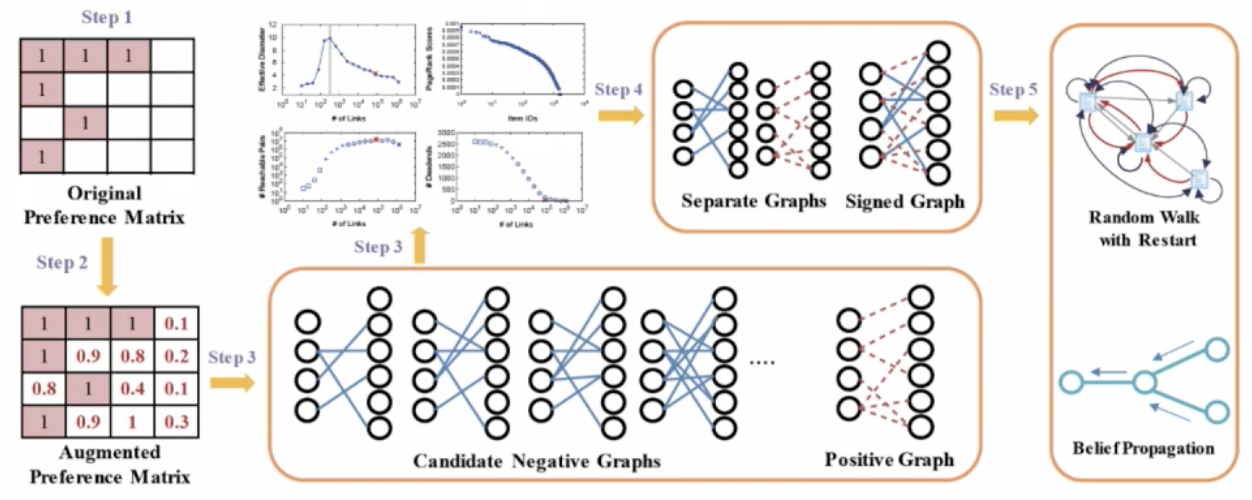 Step 1
1 1 1
1
1
1
Original
Preference Matrix
Step 2
1 1 1 0.1
1 0.9 0.8 0.2
0.8 1 0.4 0.1
1 0.9 1 0.3
Augmented
Preference Matrix
Step 3
Effective Diameter
# of Links
PageRank Scores
Item IDs
# Reachable Pairs
# of Links
# Deadends
# of Links
Step 3
....
Candidate Negative Graphs
Positive Graph
Step 4
Separate Graphs
Signed Graph
Step 5
Random Walk
with Restart
Belief Propagation